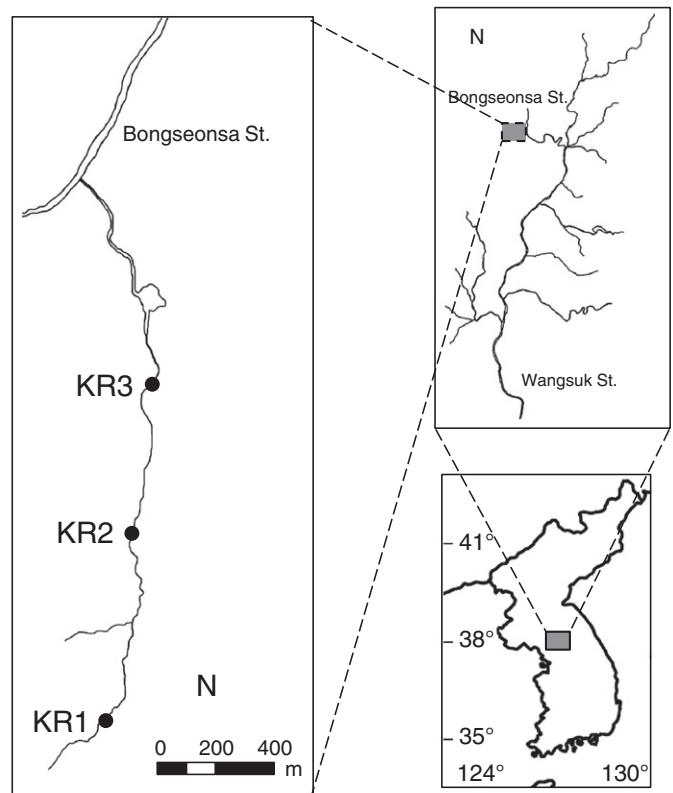 Bongseonsa St.
KR3
KR2
KR1
N
0 200 400
m
N
Bongseonsa St.
Wangsuk St.
41°
38°
35°
124° 130°